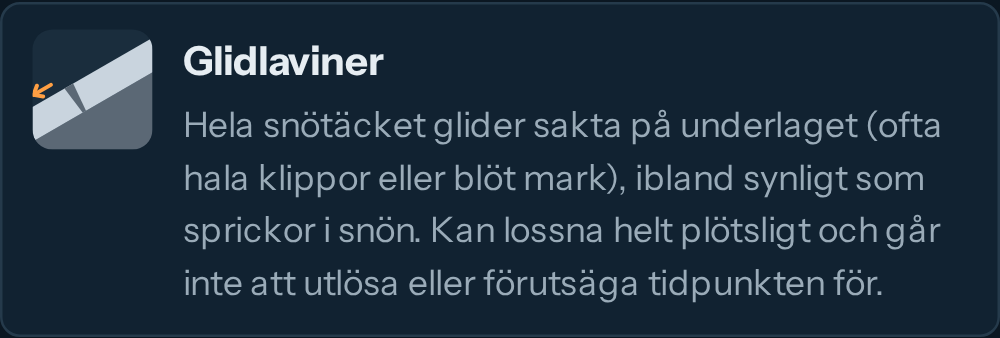 Glidlaviner
Hela snötäcket glider sakta på underlaget (ofta
hala klippor eller blöt mark), ibland synligt som
sprickor i snön. Kan lossna helt plötsligt och går
inte att utlösa eller förutsäga tidpunkten för.